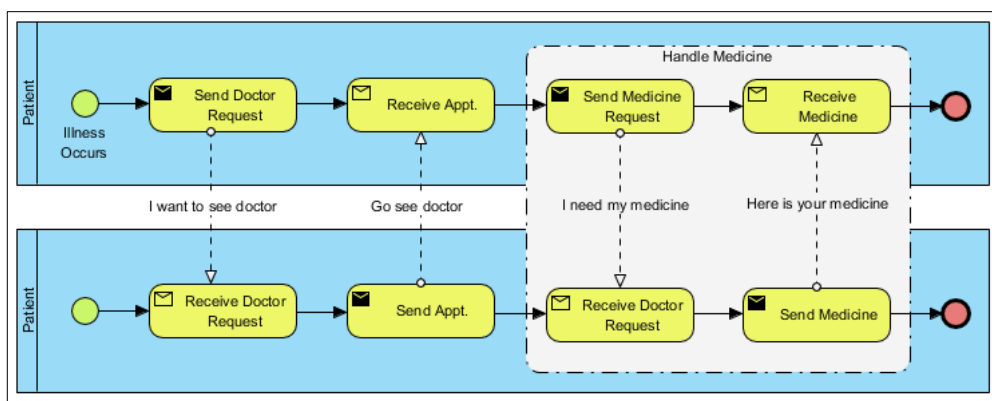 Handle Medicine
Patient
Send Doctor
Request
Receive Appt.
Send Medicine
Request
Receive
Medicine
Illness
Occurs
I want to see doctor
Go see doctor
I need my medicine
Here is your medicine
Patient
Receive Doctor
Request
Send Appt.
Receive Doctor
Request
Send Medicine